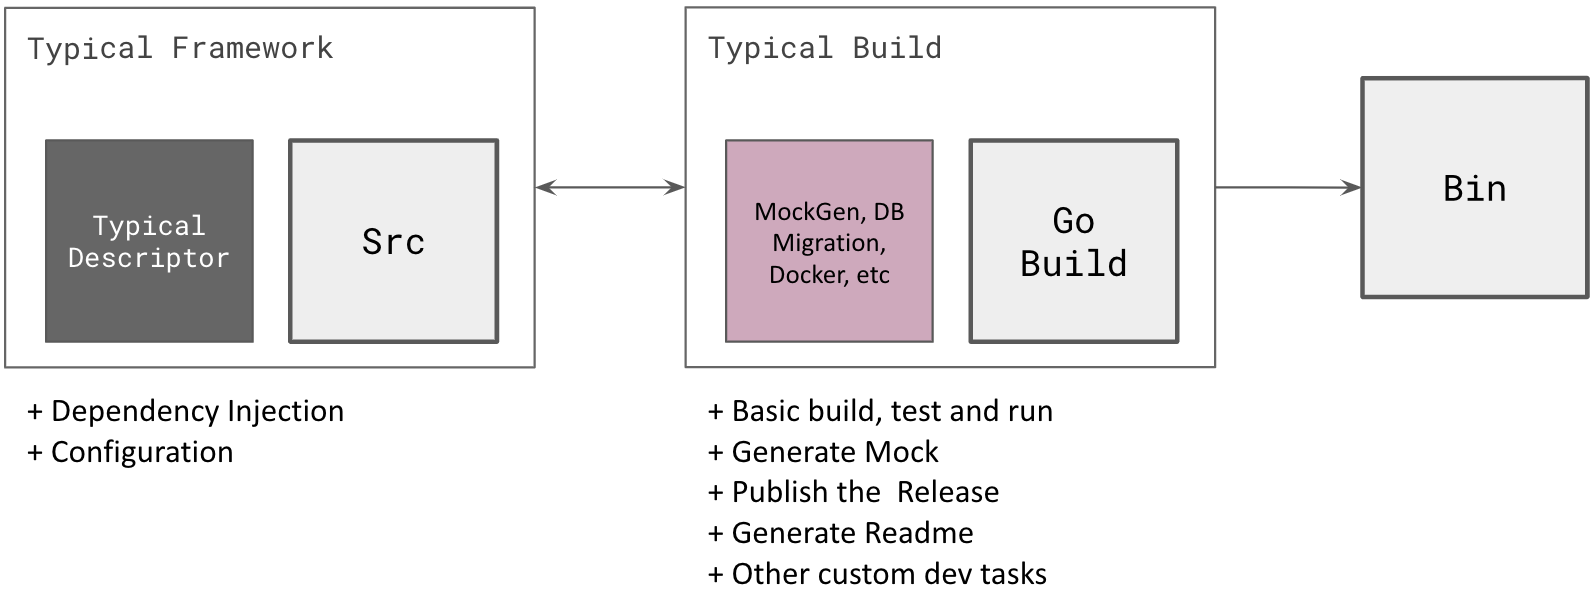 Typical Framework
Typical
Descriptor
Src
+ Dependency Injection
+ Configuration
Typical Build
MockGen, DB
Migration,
Docker, etc
Go
Build
+ Basic build, test and run
+ Generate Mock
+ Publish the  Release
+ Generate Readme
+ Other custom dev tasks
Bin